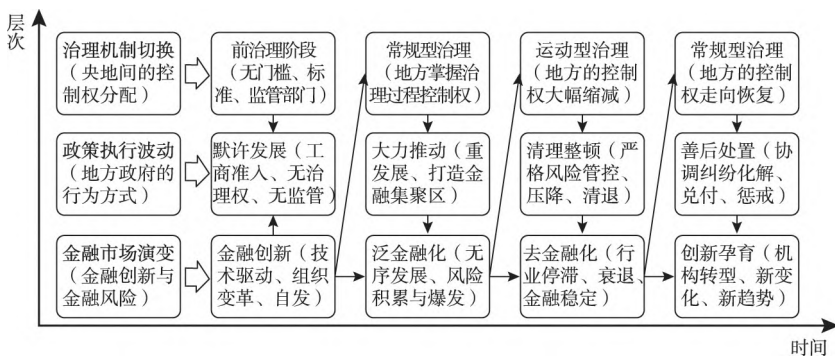 层次
治理机制切换
（央地间的控制权分配）
前治理阶段
（无门槛、标准、监管部门）
常规型治理
（地方掌握治理过程控制权）
运动型治理
（地方的控制权大幅缩减）
常规型治理
（地方的控制权走向恢复）
政策执行波动
（地方政府的行为方式）
默许发展（工商准入、无治理权、无监管）
大力推动（重发展、打造金融集聚区）
清理整顿（严格风险管控、压降、清退）
善后处置（协调纠纷化解、兑付、惩戒）
金融市场演变
（金融创新与金融风险）
金融创新（技术驱动、组织变革、自发）
泛金融化（无序发展、风险积累与爆发）
去金融化（行业停滞、衰退、金融稳定）
创新孕育（机构转型、新变化、新趋势）
时间